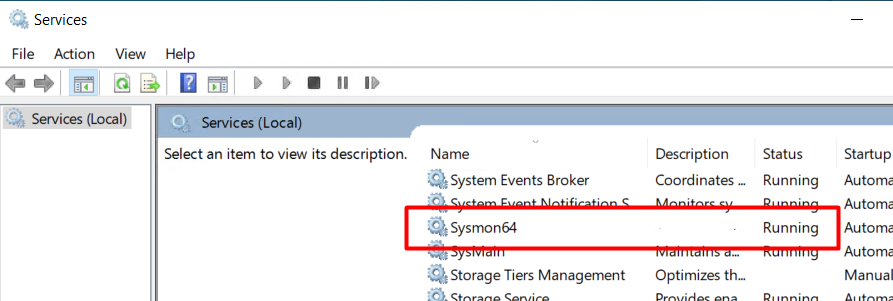 Services
File Action View Help
Services (Local)
Services (Local)
Select an item to view its description.
Name Description Status Startup
System Events Broker Coordinates ... Running Automa
System Event Notification S Monitors sy Running Automa
Sysmon64 Running Automa
SysMain Maintains a... Running Automa
Storage Tiers Management Optimizes th... Manual
Storage Service Provides ena Running Automa